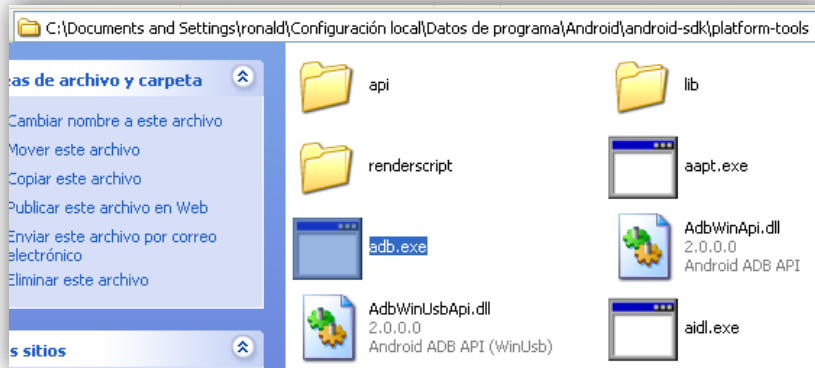 C:\Documents and Settings\ronald\Configuración local\Datos de programa\Android\android-sdk\platform-tools
as de archivo y carpeta
Cambiar nombre a este archivo
Mover este archivo
Copiar este archivo
Publicar este archivo en Web
Enviar este archivo por correo
electrónico
Eliminar este archivo
s sitios
api
lib
renderscript
aapt.exe
adb.exe
AdbWinApi.dll
2.0.0.0
Android ADB API
AdbWinUsbApi.dll
2.0.0.0
Android ADB API (WinUsb)
aidl.exe